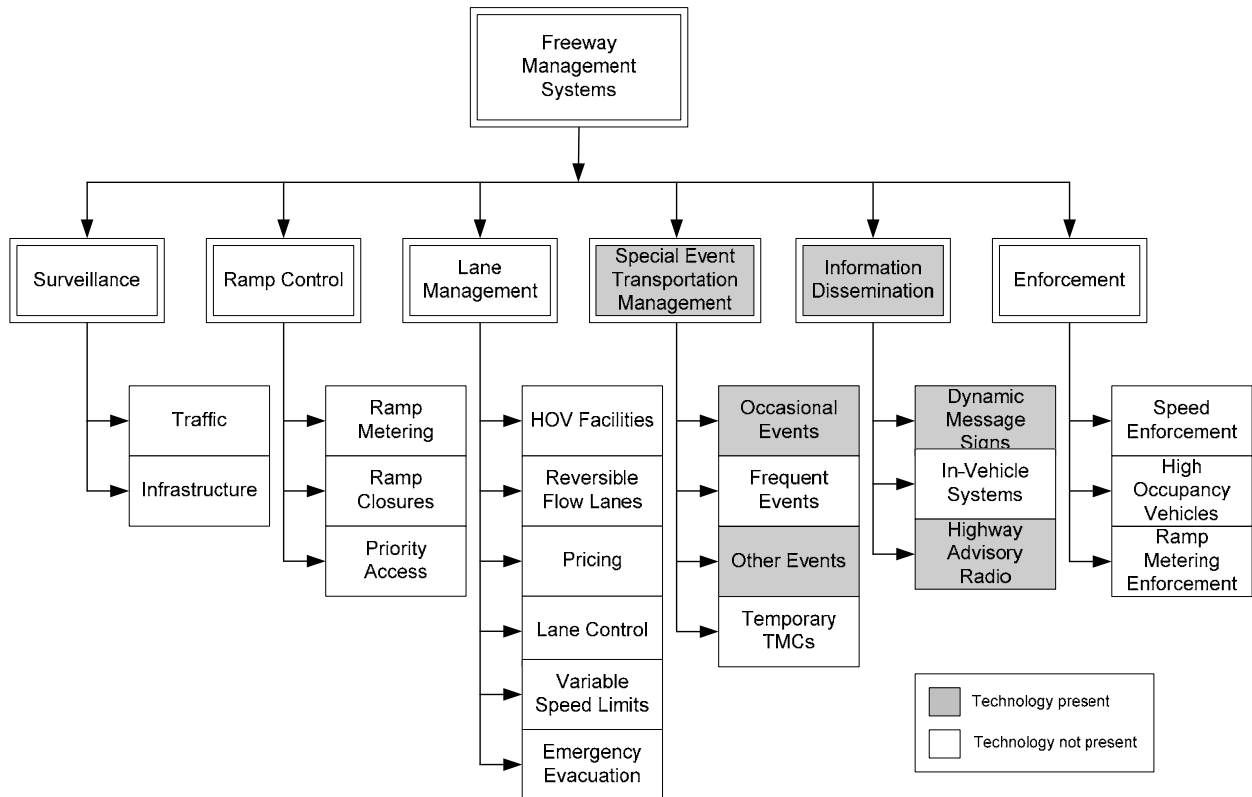 Freeway
Management
Systems
Surveillance
Ramp Control
Lane
Management
Special Event
Transportation
Management
Information
Dissemination
Enforcement
Traffic
Infrastructure
Ramp
Metering
Ramp
Closures
Priority
Access
HOV Facilities
Reversible
Flow Lanes
Pricing
Lane Control
Variable
Speed Limits
Emergency
Evacuation
Occasional
Events
Frequent
Events
Other Events
Temporary
TMCs
Dynamic
Message
Signs
In-Vehicle
Systems
Highway
Advisory
Radio
Speed
Enforcement
High
Occupancy
Vehicles
Ramp
Metering
Enforcement
Technology present
Technology not present